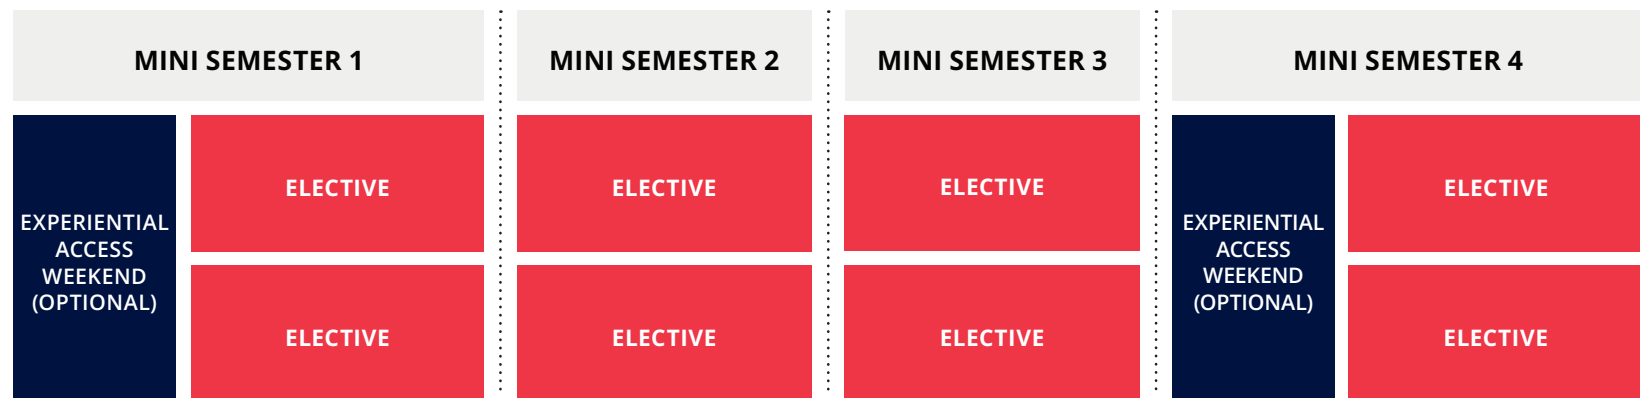 MINI SEMESTER 1
MINI SEMESTER 2
MINI SEMESTER 3
MINI SEMESTER 4
EXPERIENTIAL
ACCESS
WEEKEND
(OPTIONAL)
ELECTIVE
ELECTIVE
ELECTIVE
ELECTIVE
ELECTIVE
ELECTIVE
EXPERIENTIAL
ACCESS
WEEKEND
(OPTIONAL)
ELECTIVE
ELECTIVE